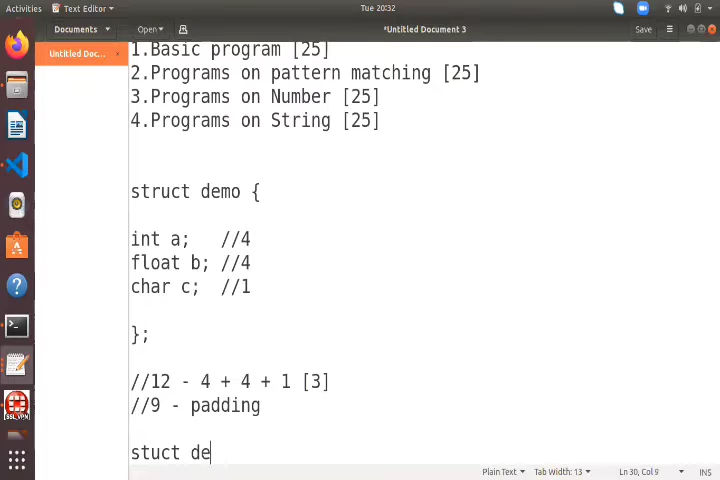 Activities Text Editor Tue 20:32
Documents Open *Untitled Document 3 Save
Untitled Doc...
1.Basic program [25]
2.Programs on pattern matching [25]
3.Programs on Number [25]
4.Programs on String [25]
struct demo {
int a; //4
float b; //4
char c; //1
};
//12 - 4 + 4 + 1 [3]
//9 - padding
stuct de
[SSL_VPN]
Plain Text Tab Width: 13 Ln 30, Col 9 INS